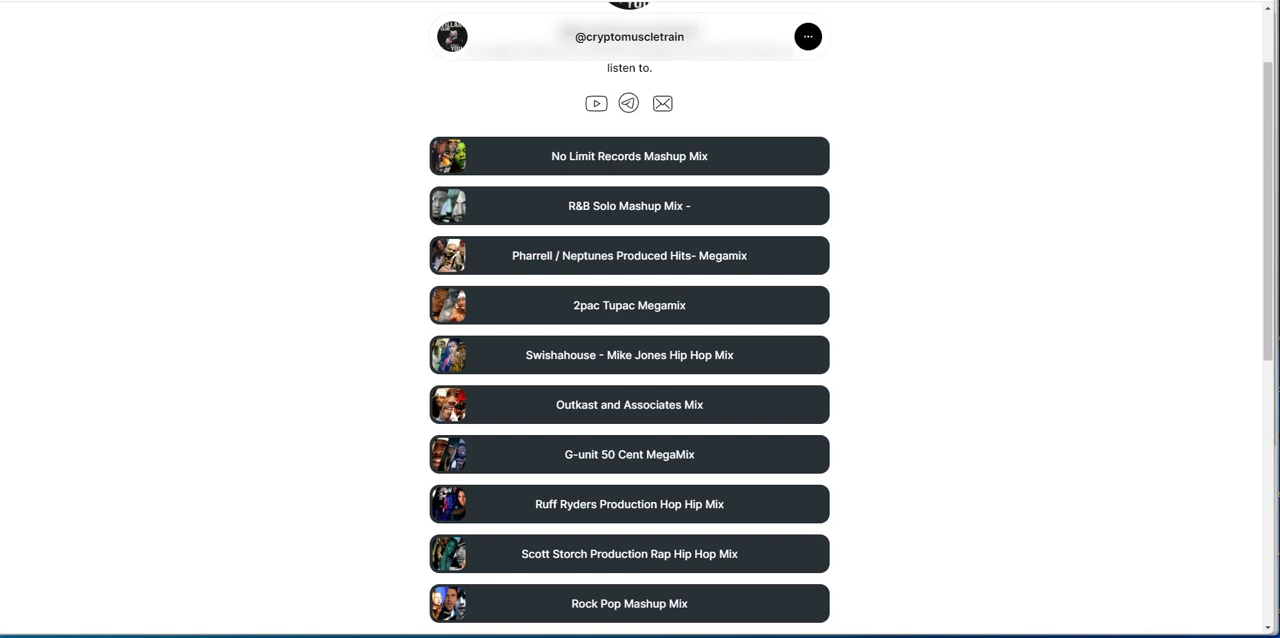 @cryptomuscletrain
listen to.
No Limit Records Mashup Mix
R&B Solo Mashup Mix -
Pharrell / Neptunes Produced Hits- Megamix
2pac Tupac Megamix
Swishahouse - Mike Jones Hip Hop Mix
Outkast and Associates Mix
G-unit 50 Cent MegaMix
Ruff Ryders Production Hop Hip Mix
Scott Storch Production Rap Hip Hop Mix
Rock Pop Mashup Mix